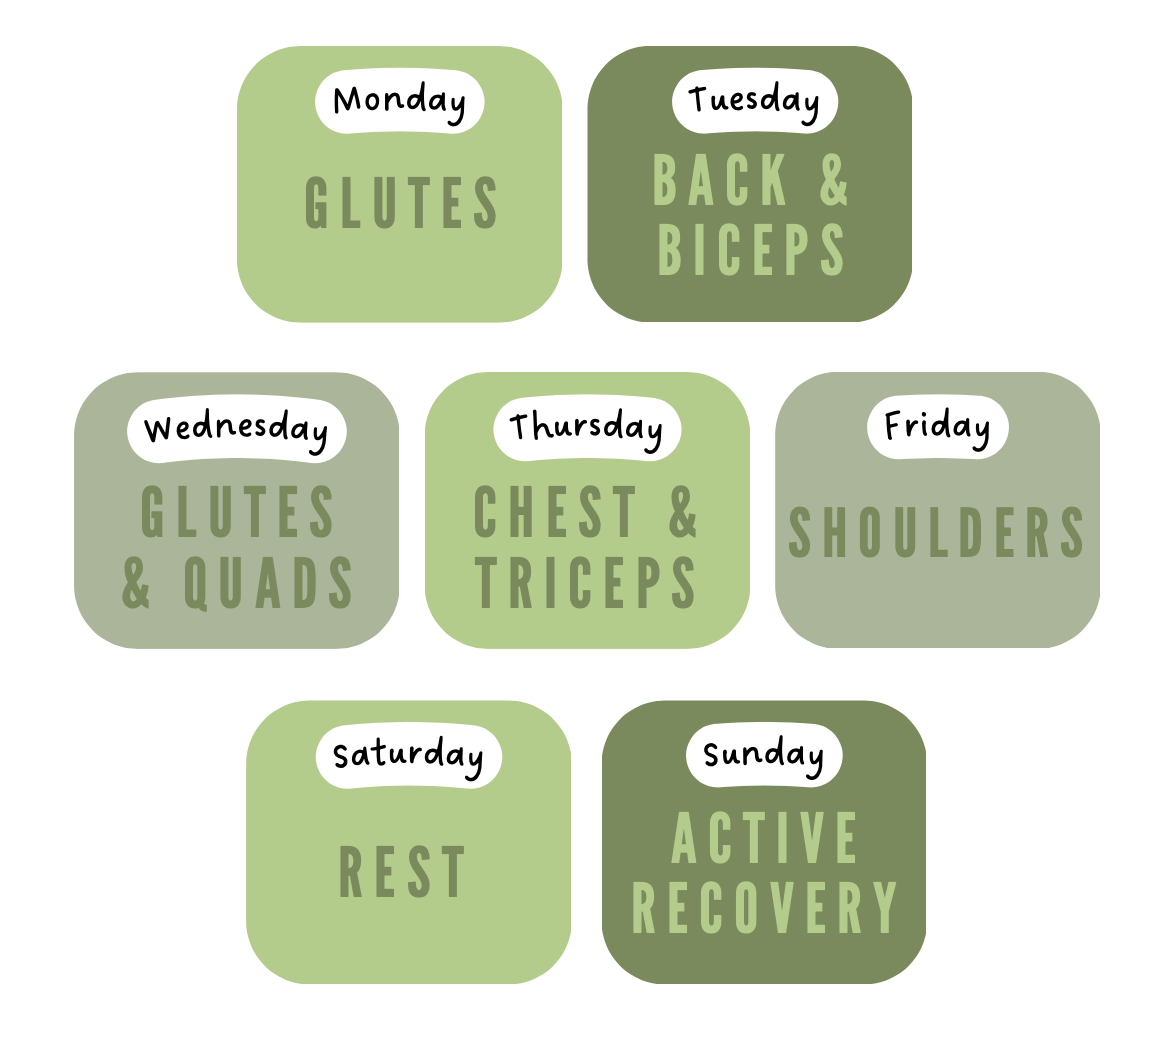 Monday
GLUTES
Tuesday
BACK &
BICEPS
Wednesday
GLUTES
& QUADS
Thursday
CHEST &
TRICEPS
Friday
SHOULDERS
Saturday
REST
Sunday
ACTIVE
RECOVERY